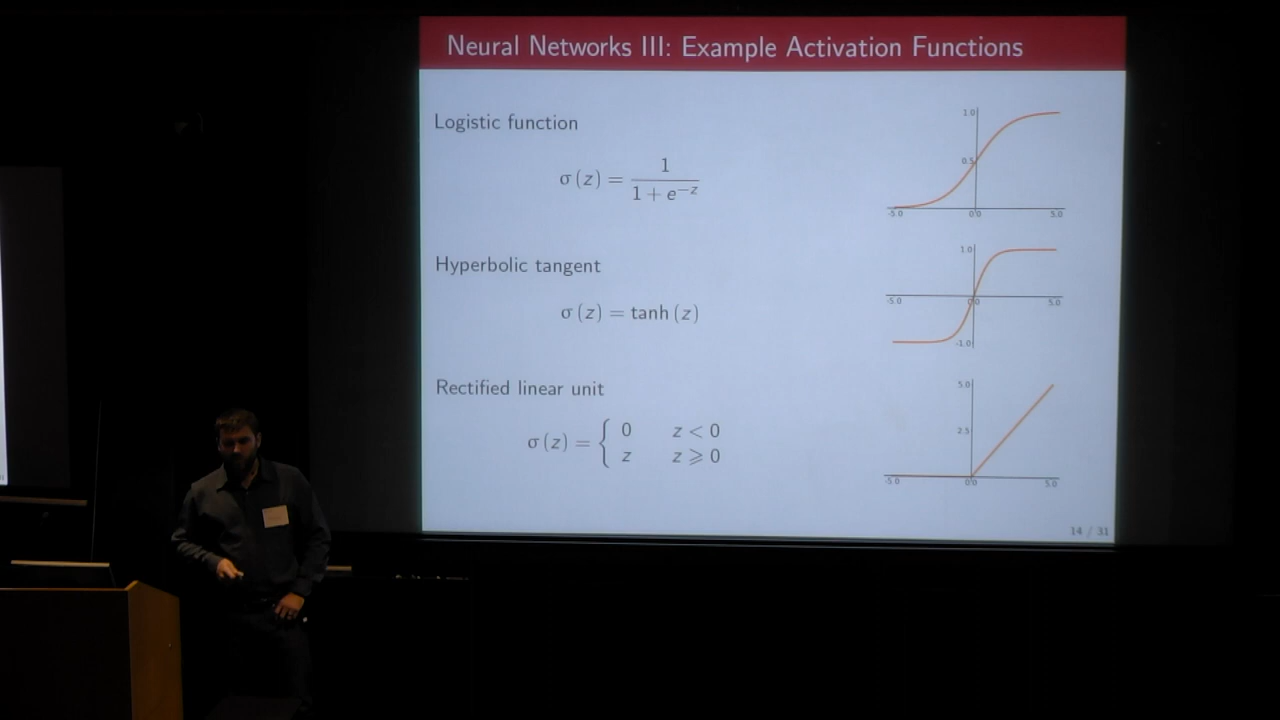 Neural Networks III: Example Activation Functions
Logistic function
σ (z) = 1 / (1 + e^{−z})
1.0
0.5
-5.0 0.0 5.0
Hyperbolic tangent
σ (z) = tanh (z)
1.0
-5.0 0.0 5.0
-1.0
Rectified linear unit
σ (z) = { 0 z < 0
z z ⩾ 0
5.0
2.5
-5.0 0.0 5.0
14 / 31